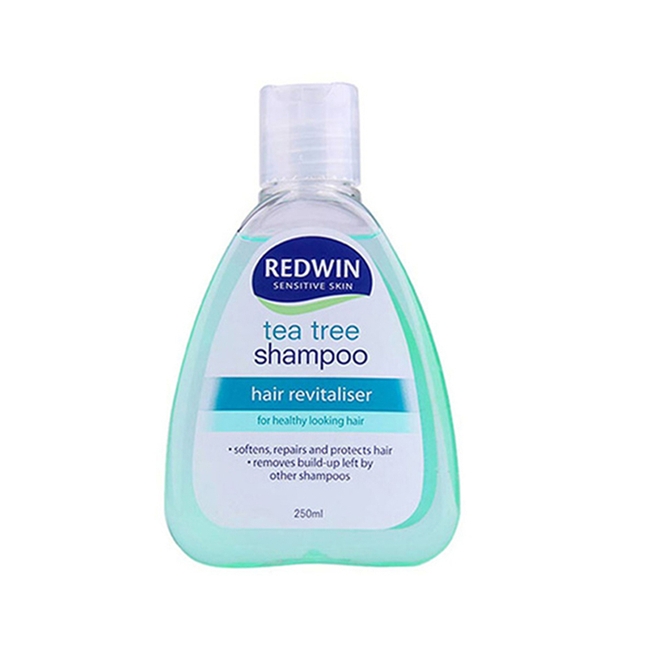 REDWIN
SENSITIVE SKIN
tea tree
shampoo
hair revitaliser
for healthy looking hair
• softens, repairs and protects hair
• removes build-up left by
other shampoos
250ml